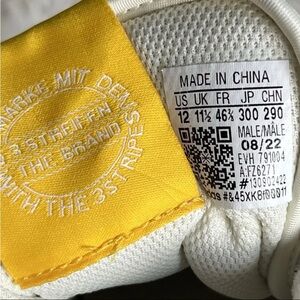 MARKE MIT DEN
3 STREIFEN
THE BRAND
WITH THE 3 STRIPES
MADE IN CHINA
US UK FR JP CHN
12 11½ 46⅔ 300 290
MALE/MÂLE
08/22
EVH 791004
A:FZ6271
#130902422